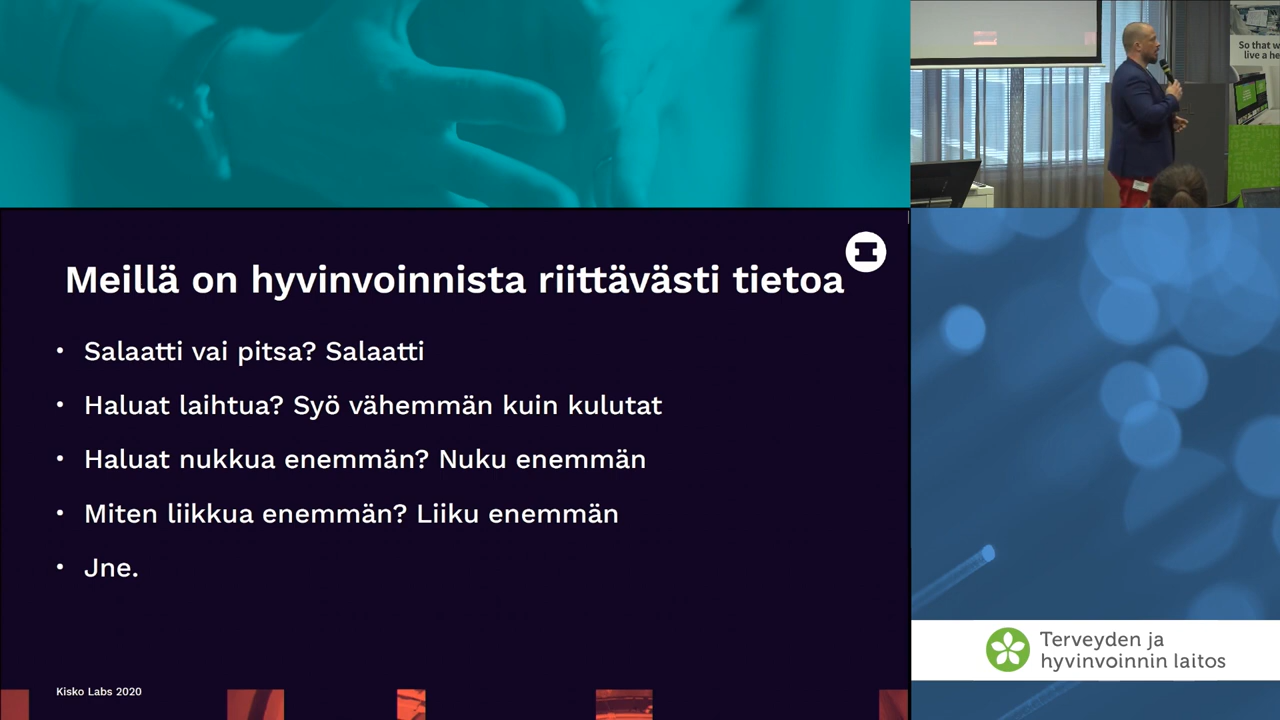 So that w
live a he
Meillä on hyvinvoinnista riittävästi tietoa
• Salaatti vai pitsa? Salaatti
• Haluat laihtua? Syö vähemmän kuin kulutat
• Haluat nukkua enemmän? Nuku enemmän
• Miten liikkua enemmän? Liiku enemmän
• Jne.
Kisko Labs 2020
Terveyden ja
hyvinvoinnin laitos